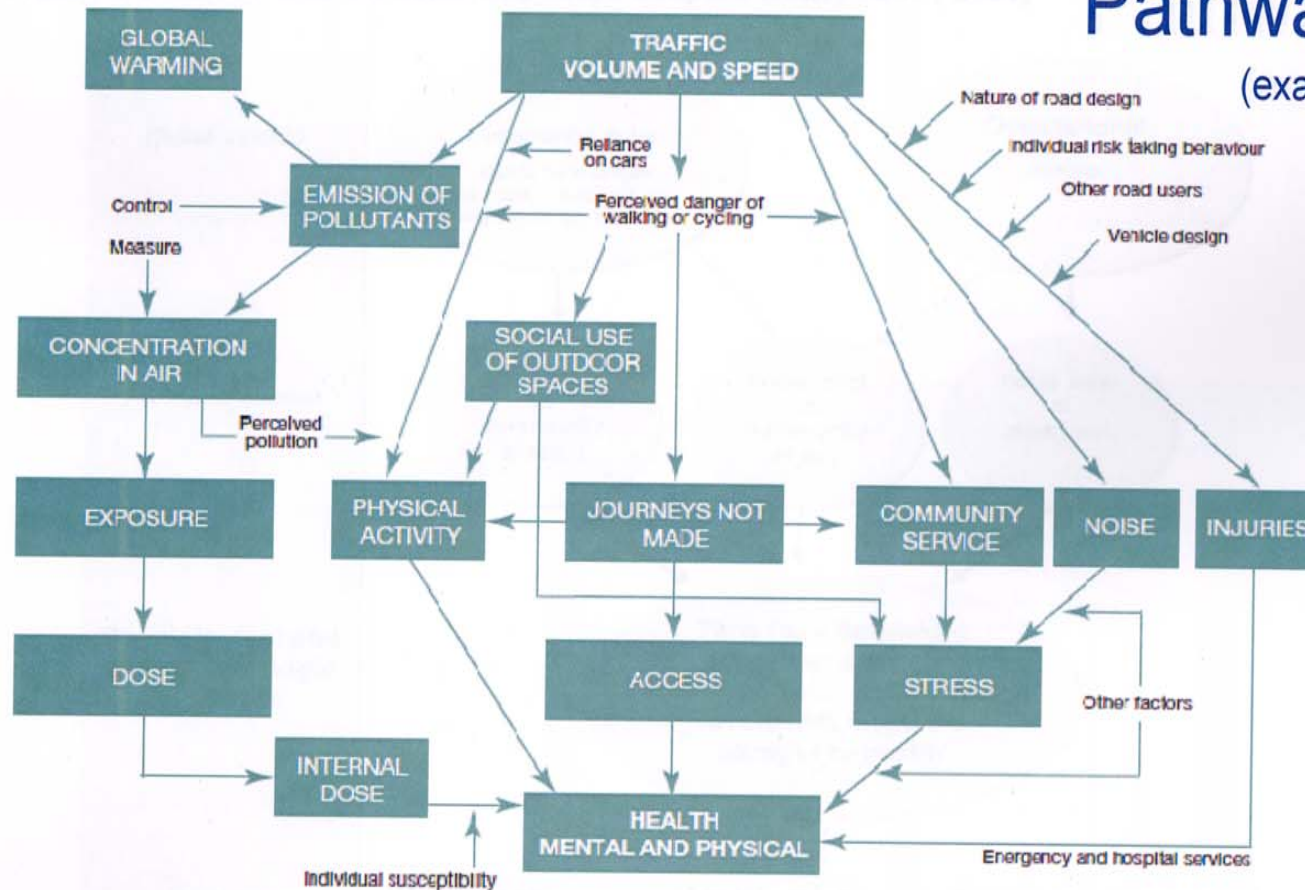 Pathwa
(exa
GLOBAL
WARMING
TRAFFIC
VOLUME AND SPEED
Nature of road design
Individual risk taking behaviour
Other road users
Vehicle design
Reliance
on cars
EMISSION OF
POLLUTANTS
Control
Perceived danger of
walking or cycling
Measure
CONCENTRATION
IN AIR
SOCIAL USE
OF OUTDOOR
SPACES
Perceived
pollution
EXPOSURE
PHYSICAL
ACTIVITY
JOURNEYS NOT
MADE
COMMUNITY
SERVICE
NOISE
INJURIES
DOSE
ACCESS
STRESS
Other factors
INTERNAL
DOSE
HEALTH
MENTAL AND PHYSICAL
Energency and hospital services
Individual susceptibility